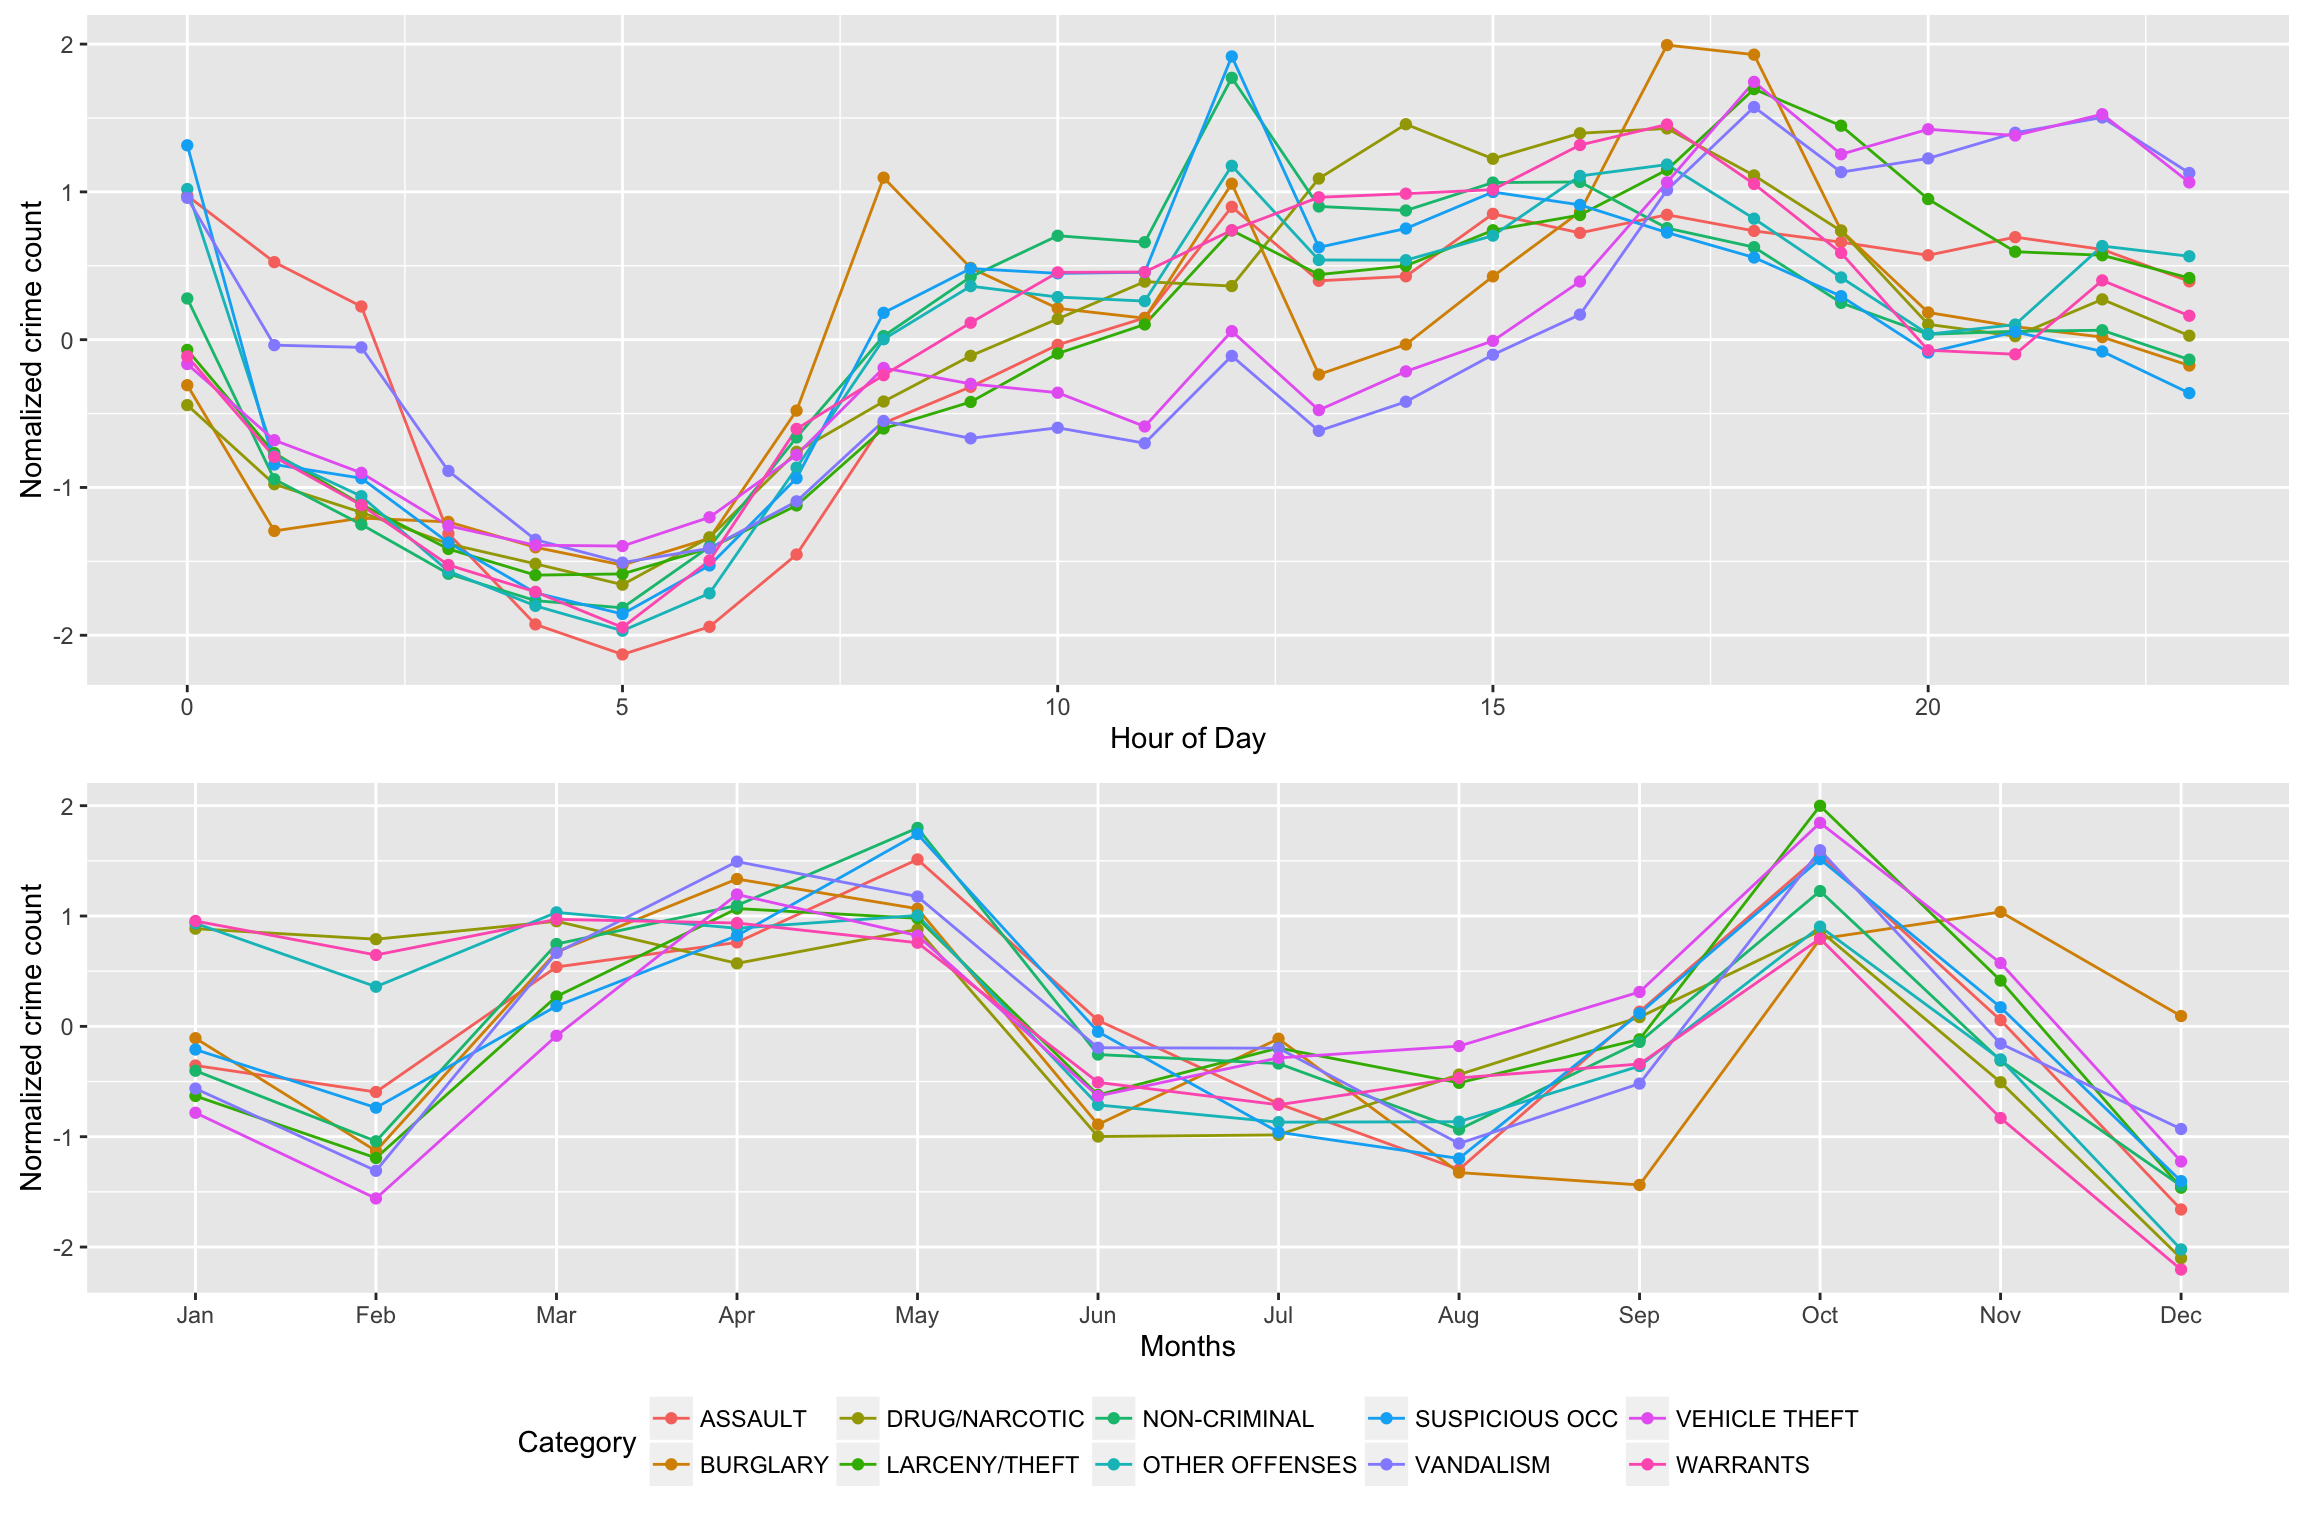 Nomalized crime count
2
1
0
-1
-2
0 5 10 15 20
Hour of Day
Normalized crime count
2
1
0
-1
-2
Jan Feb Mar Apr May Jun Jul Aug Sep Oct Nov Dec
Months
Category
ASSAULT DRUG/NARCOTIC NON-CRIMINAL SUSPICIOUS OCC VEHICLE THEFT
BURGLARY LARCENY/THEFT OTHER OFFENSES VANDALISM WARRANTS